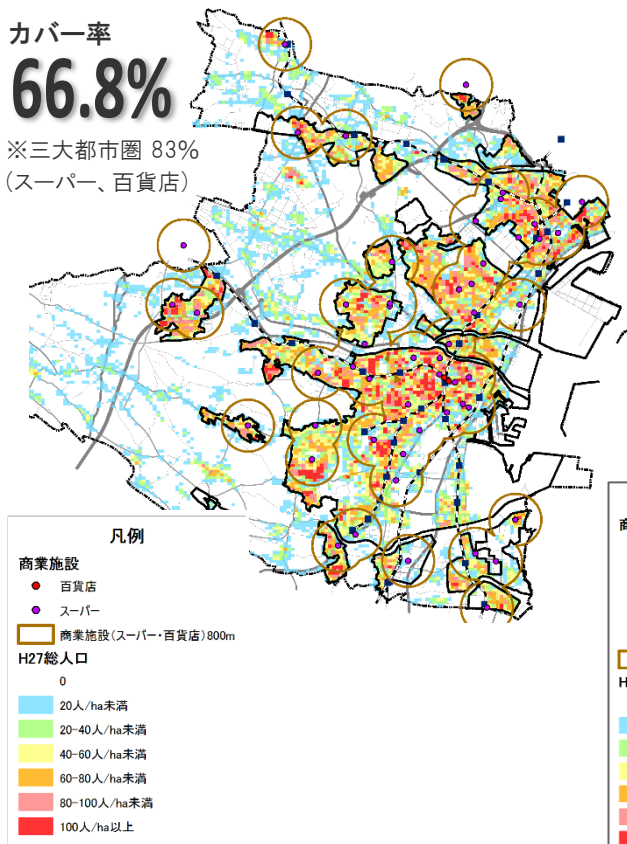 カバー率
66.8%
※三大都市圏 83%
(スーパー、百貨店)
凡例
商業施設
百貨店
スーパー
商業施設(スーパー・百貨店)800m
H27総人口
0
20人/ha未満
20-40人/ha未満
40-60人/ha未満
60-80人/ha未満
80-100人/ha未満
100人/ha以上
商
H